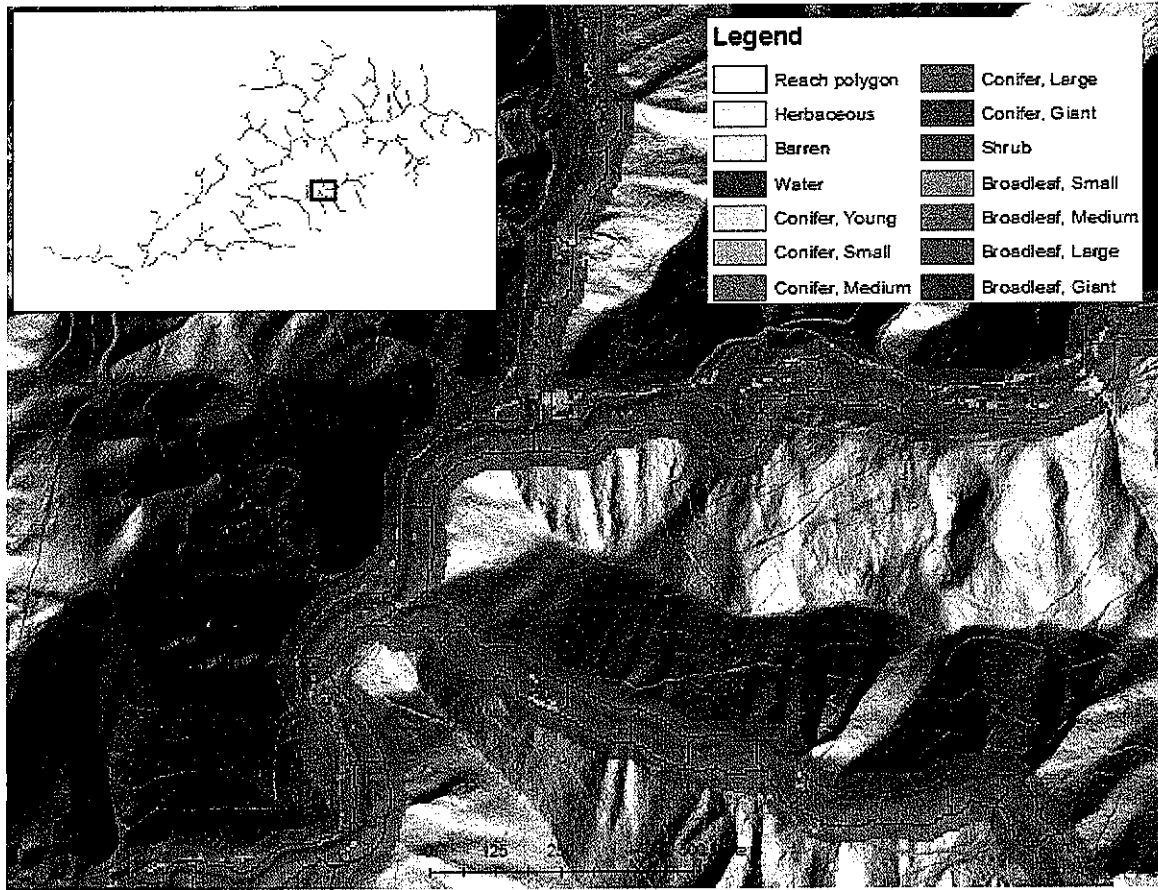 Legend
Reach polygon
Herbaceous
Barren
Water
Conifer, Young
Conifer, Small
Conifer, Medium
Conifer, Large
Conifer, Giant
Shrub
Broadleaf, Small
Broadleaf, Medium
Broadleaf, Large
Broadleaf, Giant
125